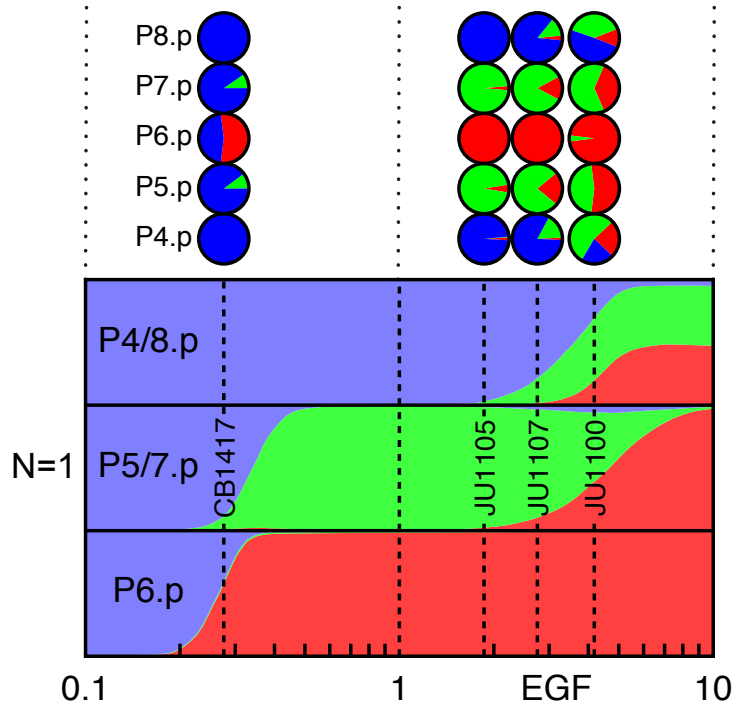 P8.p
P7.p
P6.p
P5.p
P4.p
P4/8.p
N=1
P5/7.p
CB1417
JU1105
JU1107
JU1100
P6.p
0.1
1
EGF
10